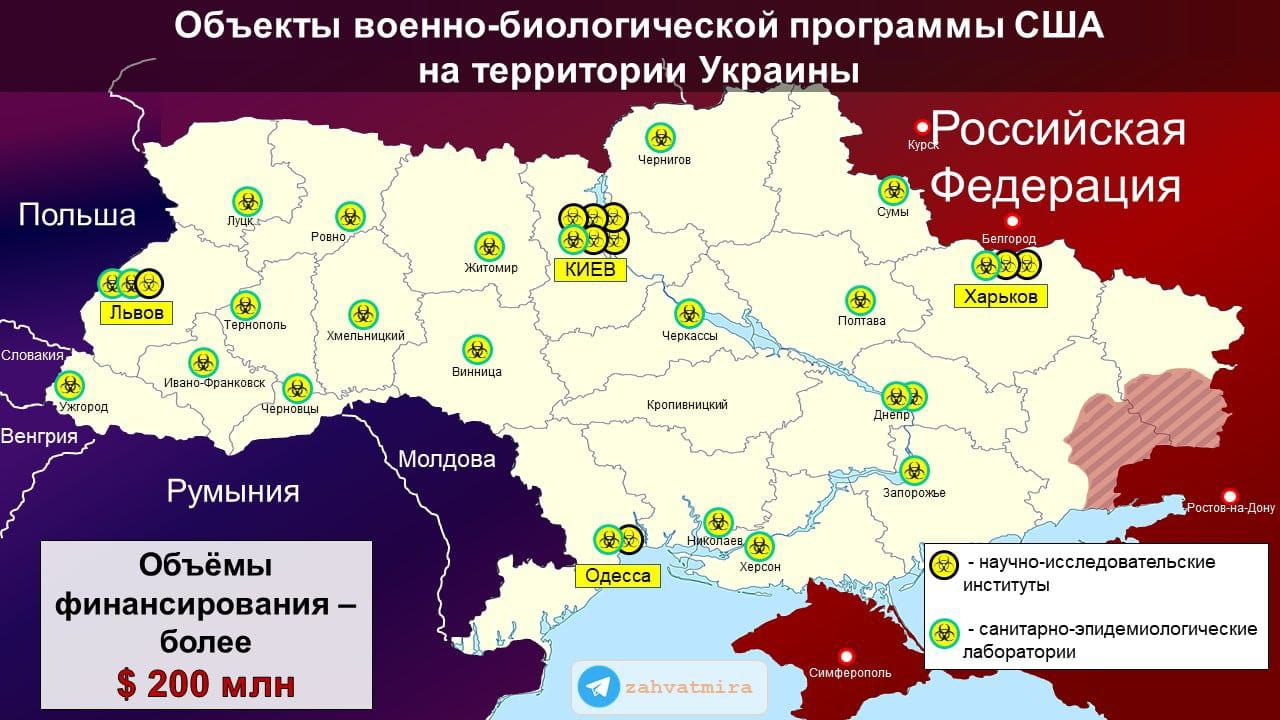 Объекты военно-биологической программы США
на территории Украины
Российская
Федерация
Курск
Чернигов
Сумы
Польша
Луцк
Ровно
Белгород
Житомир
КИЕВ
Харьков
Львов
Тернополь
Хмельницкий
Черкассы
Полтава
Словакия
Ивано-Франковск
Винница
Ужгород
Черновцы
Кропивницкий
Днепр
Венгрия
Молдова
Румыния
Запорожье
Ростов-на-Дону
Николаев
Херсон
Одесса
Объёмы
финансирования –
более
$ 200 млн
- научно-исследовательские
институты
- санитарно-эпидемиологические
лаборатории
Симферополь
zahvatmira